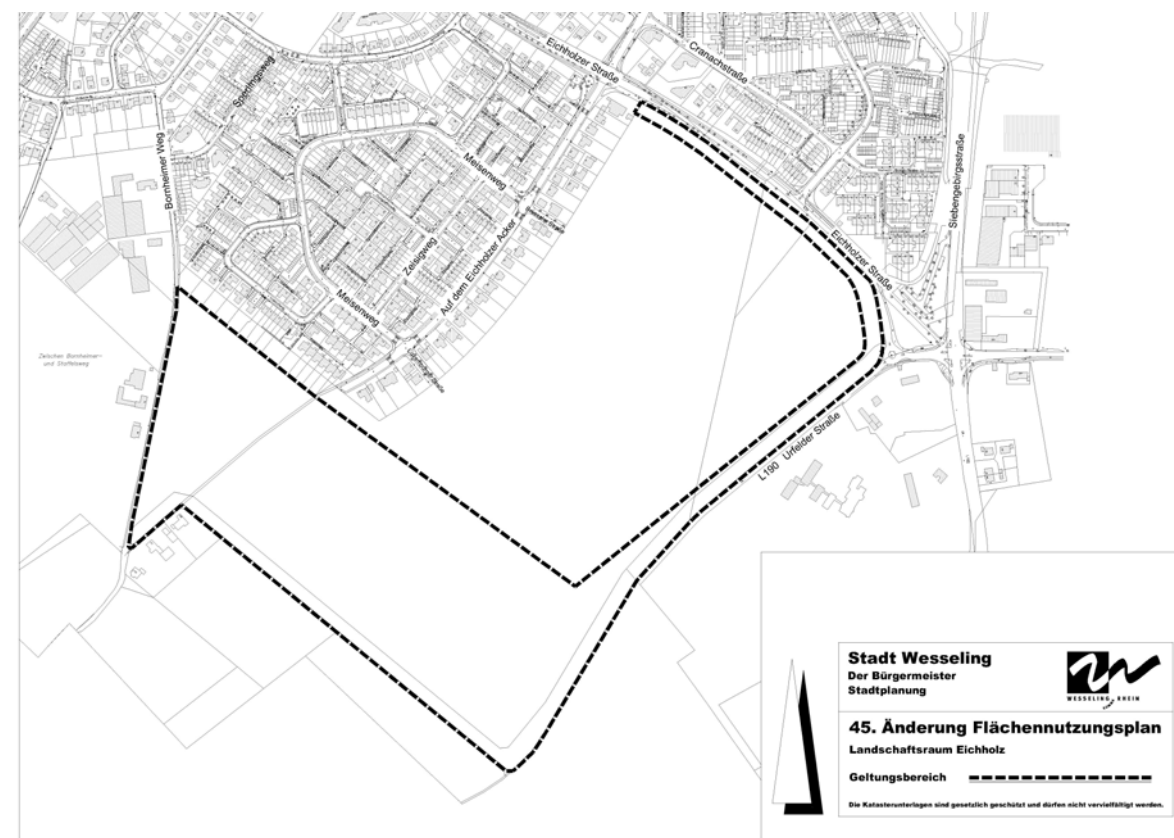 Eichholzer Straße
Cranachstraße
Sperlingsweg
Bornheimer Weg
Meisenweg
Siebengebirgsstraße
Zeisigweg
Auf dem Eichholzer Acker
Eichholzer Straße
Meisenweg
Zwischen Bornheimer-
und Stoffelsweg
L190 Urfelder Straße
Stadt Wesseling
Der Bürgermeister
Stadtplanung
WESSELING RHEIN
45. Änderung Flächennutzungsplan
Landschaftsraum Eichholz
Geltungsbereich
Die Katasterunterlagen sind gesetzlich geschützt und dürfen nicht vervielfältigt werden.